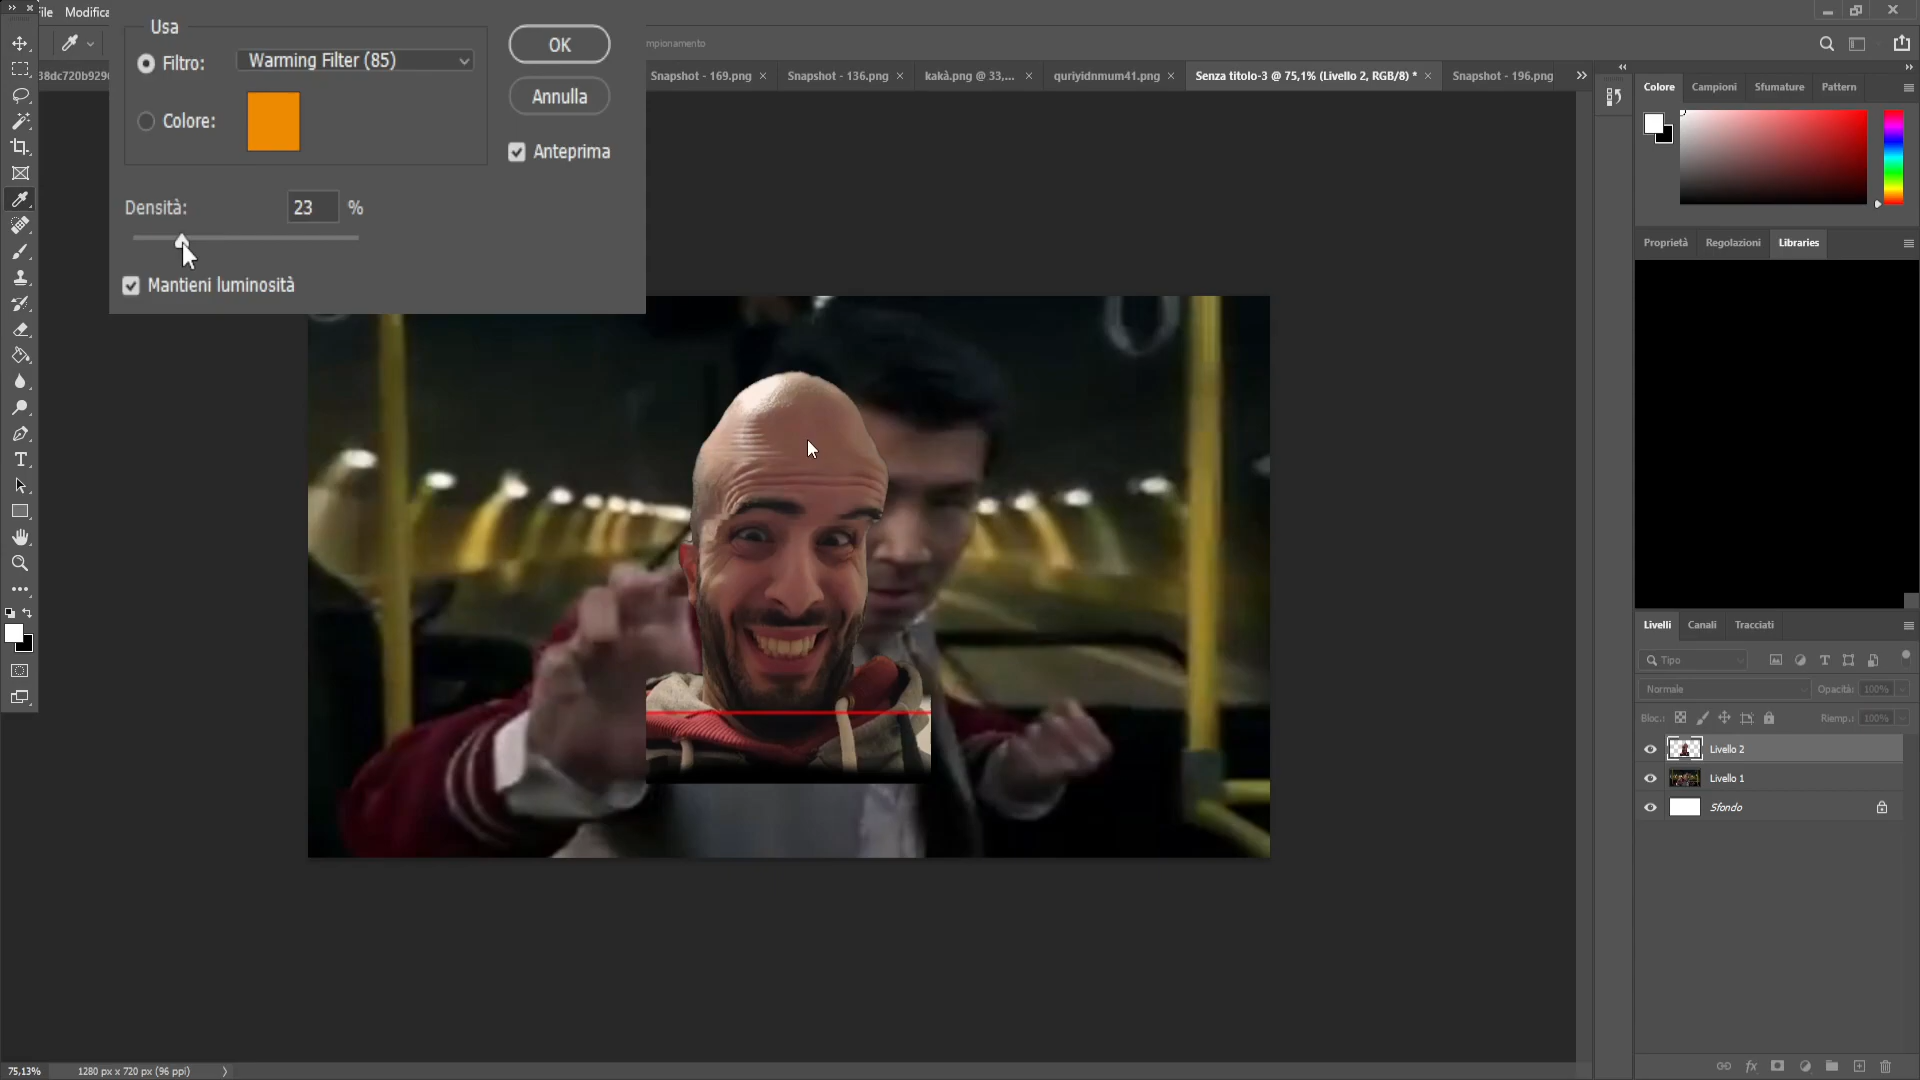 File Modifica
Usa
Filtro: Warming Filter (85)
Colore:
OK
Annulla
Anteprima
Densità: 23 %
Mantieni luminosità
mpionamento
38dc720b929 Snapshot - 169.png × Snapshot - 136.png × kakà.png @ 33,... × quriyidnmum41.png × Senza titolo-3 @ 75,1% (Livello 2, RGB/8) * × Snapshot - 196.png
Colore Campioni Sfumature Pattern
Proprietà Regolazioni Libraries
Livelli Canali Tracciati
Tipo
Normale Opacità: 100%
Bloc.: Riemp.: 100%
Livello 2
Livello 1
Sfondo
75,13% 1280 px x 720 px (96 ppi)